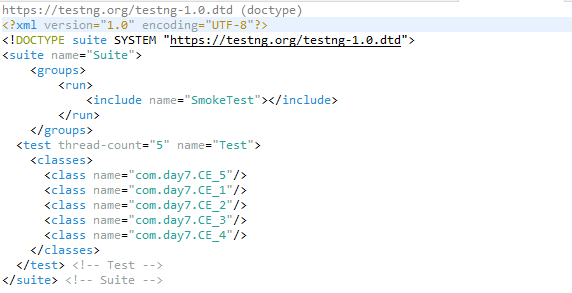 https://testng.org/testng-1.0.dtd (doctype)
<?xml version="1.0" encoding="UTF-8"?>
<!DOCTYPE suite SYSTEM "https://testng.org/testng-1.0.dtd">
<suite name="Suite">
    <groups>
        <run>
            <include name="SmokeTest"></include>
        </run>
    </groups>
  <test thread-count="5" name="Test">
    <classes>
      <class name="com.day7.CE_5"/>
      <class name="com.day7.CE_1"/>
      <class name="com.day7.CE_2"/>
      <class name="com.day7.CE_3"/>
      <class name="com.day7.CE_4"/>
    </classes>
  </test> <!-- Test -->
</suite> <!-- Suite -->